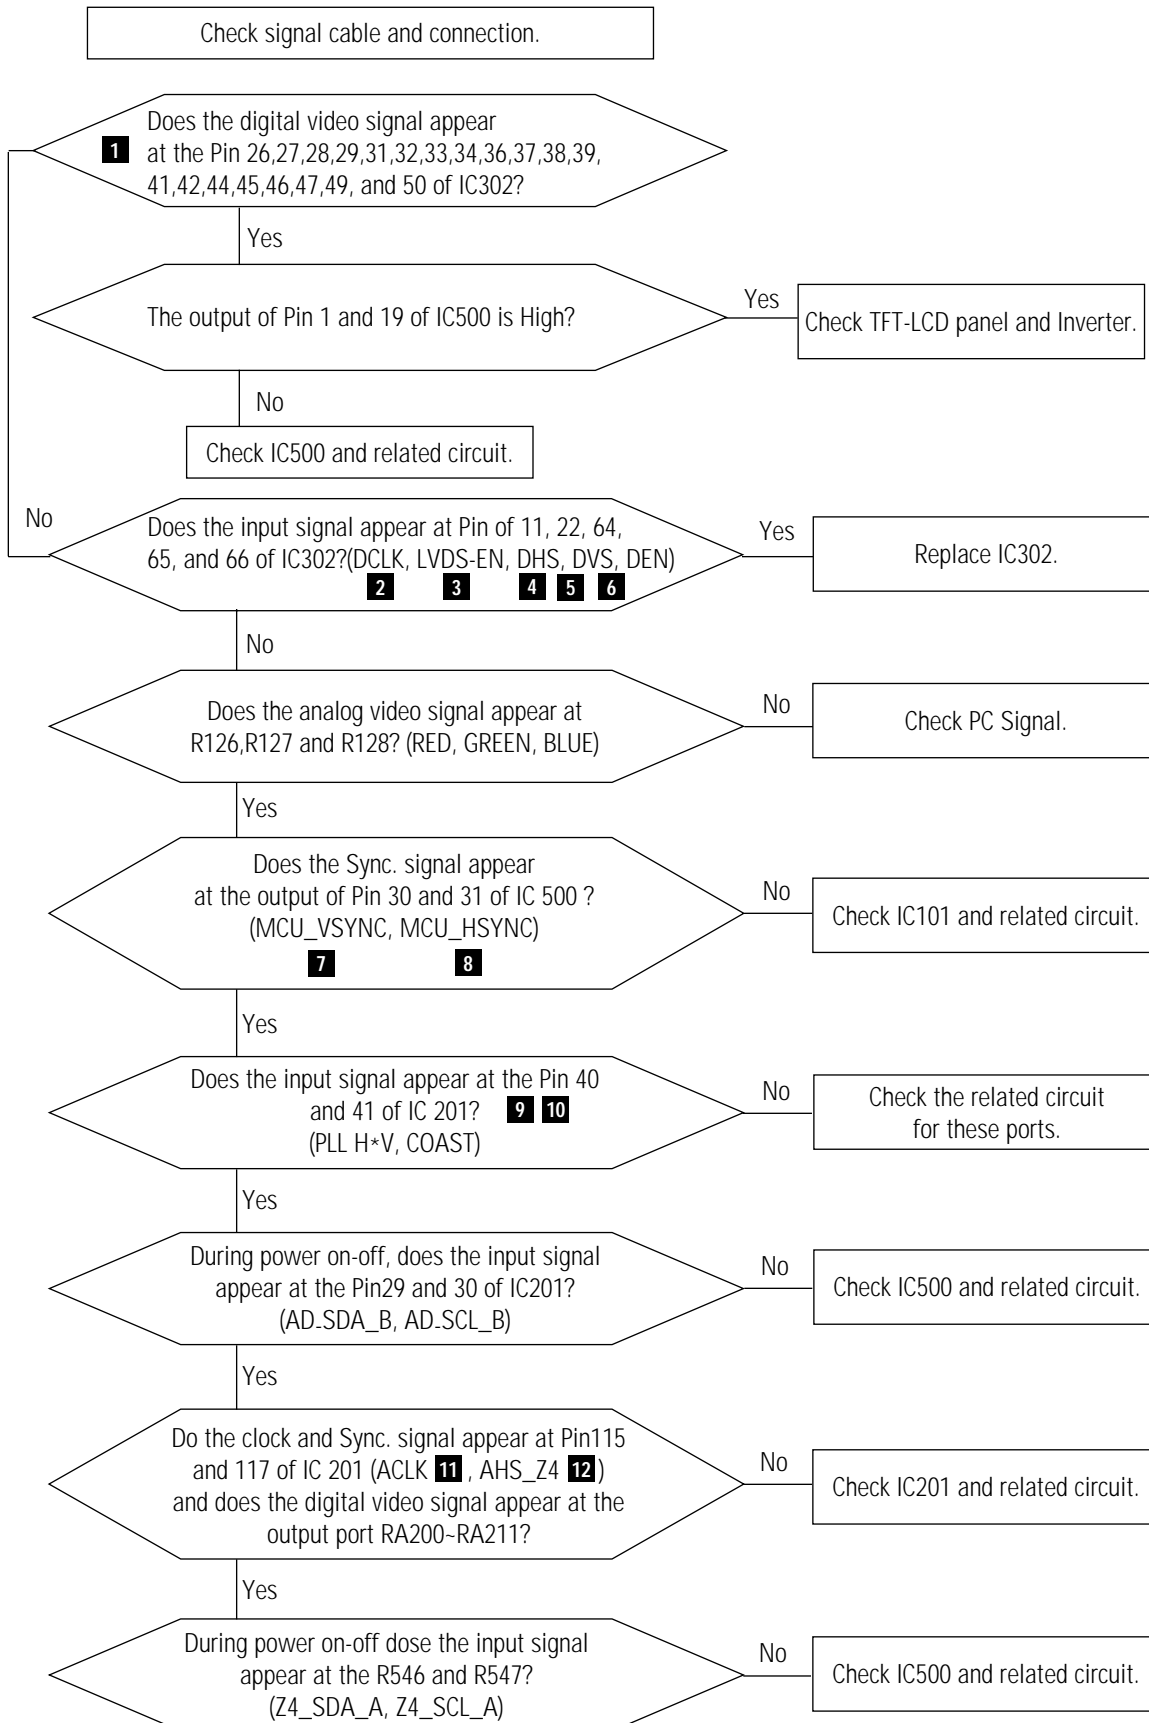 Check signal cable and connection.
Does the digital video signal appear
1 at the Pin 26,27,28,29,31,32,33,34,36,37,38,39,
41,42,44,45,46,47,49, and 50 of IC302?
Yes
The output of Pin 1 and 19 of IC500 is High?
Yes
Check TFT-LCD panel and Inverter.
No
Check IC500 and related circuit.
No
Does the input signal appear at Pin of 11, 22, 64,
65, and 66 of IC302?(DCLK, LVDS-EN, DHS, DVS, DEN)
2 3 4 5 6
Yes
Replace IC302.
No
Does the analog video signal appear at
R126,R127 and R128? (RED, GREEN, BLUE)
No
Check PC Signal.
Yes
Does the Sync. signal appear
at the output of Pin 30 and 31 of IC 500 ?
(MCU_VSYNC, MCU_HSYNC)
7 8
No
Check IC101 and related circuit.
Yes
Does the input signal appear at the Pin 40
and 41 of IC 201? 9 10
(PLL H*V, COAST)
No
Check the related circuit
for these ports.
Yes
During power on-off, does the input signal
appear at the Pin29 and 30 of IC201?
(AD-SDA_B, AD-SCL_B)
No
Check IC500 and related circuit.
Yes
Do the clock and Sync. signal appear at Pin115
and 117 of IC 201 (ACLK 11 , AHS_Z4 12 )
and does the digital video signal appear at the
output port RA200~RA211?
No
Check IC201 and related circuit.
Yes
During power on-off dose the input signal
appear at the R546 and R547?
(Z4_SDA_A, Z4_SCL_A)
No
Check IC500 and related circuit.